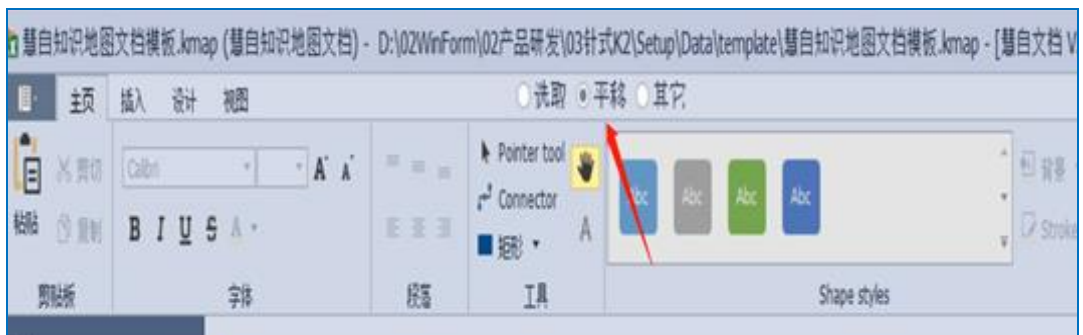 慧自知识地图文档模板.kmap (慧自知识地图文档) - D:\02WinForm\02产品研发\03针式K2\Setup\Data\template\慧自知识地图文档模板.kmap - [慧自文档 V
主页 插入 设计 视图 选取 平移 其它
粘贴 剪切 Calibri A A Pointer tool Abc Abc Abc Abc 背景
Connector
复制 B I U S A A Stroke
矩形
剪贴板 字体 段落 工具 Shape styles